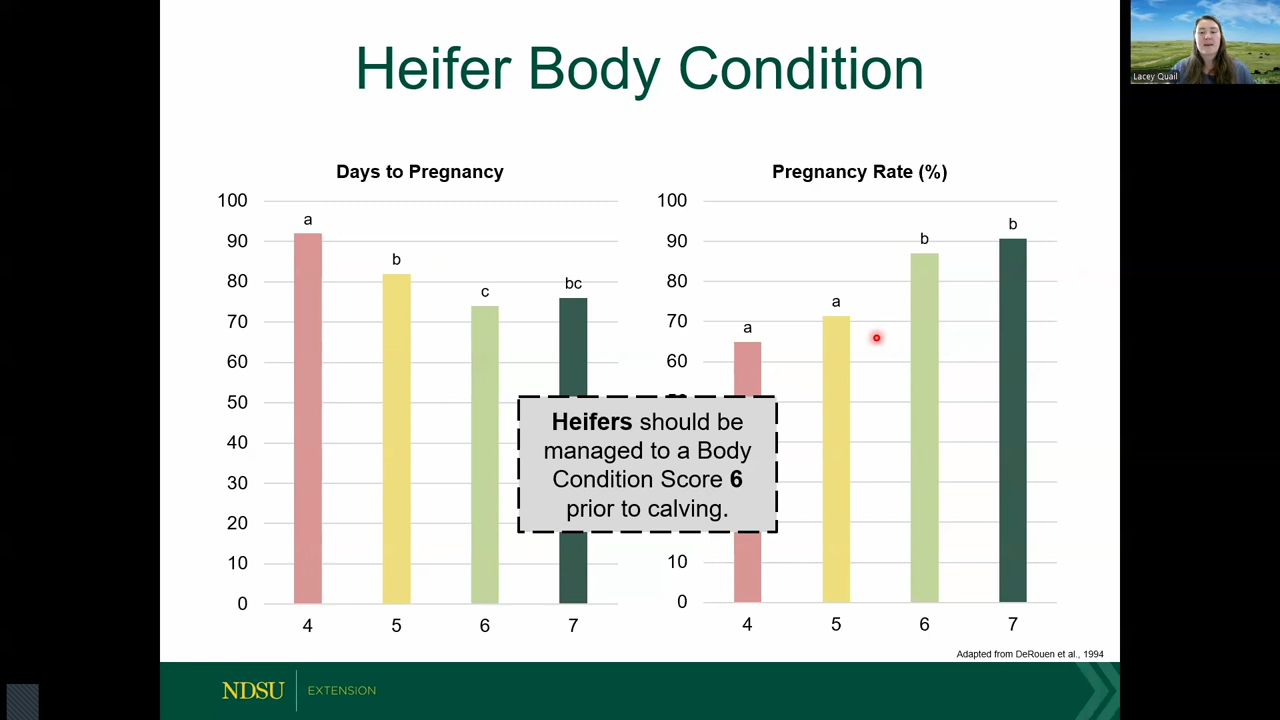 Heifer Body Condition
Lacey Quail
Days to Pregnancy
100
90
80
70
60
50
40
30
20
10
0
a
b
c
bc
4
5
6
7
Pregnancy Rate (%)
100
90
80
70
60
10
0
a
a
b
b
4
5
6
7
Heifers should be
managed to a Body
Condition Score 6
prior to calving.
Adapted from DeRouen et al., 1994
NDSU
EXTENSION